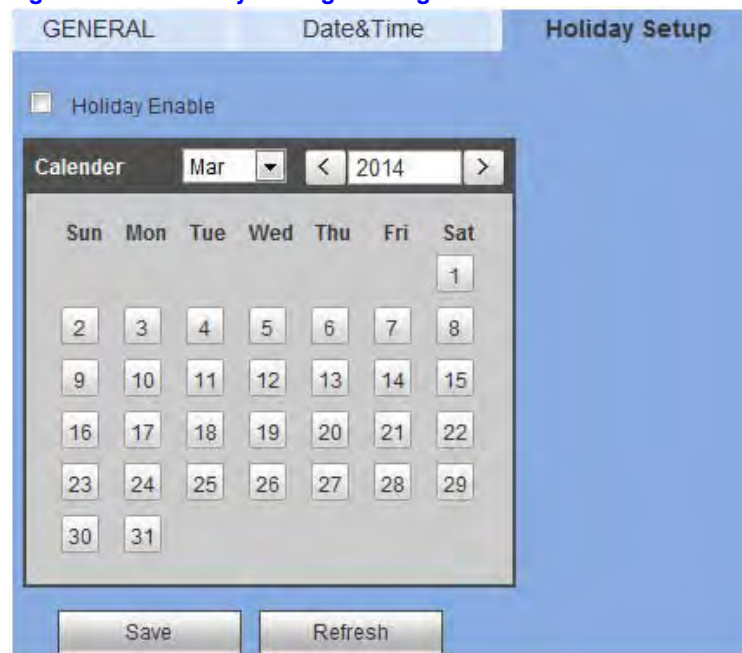 GENERAL Date&Time Holiday Setup
Holiday Enable
Calender Mar < 2014 >
Sun Mon Tue Wed Thu Fri Sat
1
2 3 4 5 6 7 8
9 10 11 12 13 14 15
16 17 18 19 20 21 22
23 24 25 26 27 28 29
30 31
Save Refresh